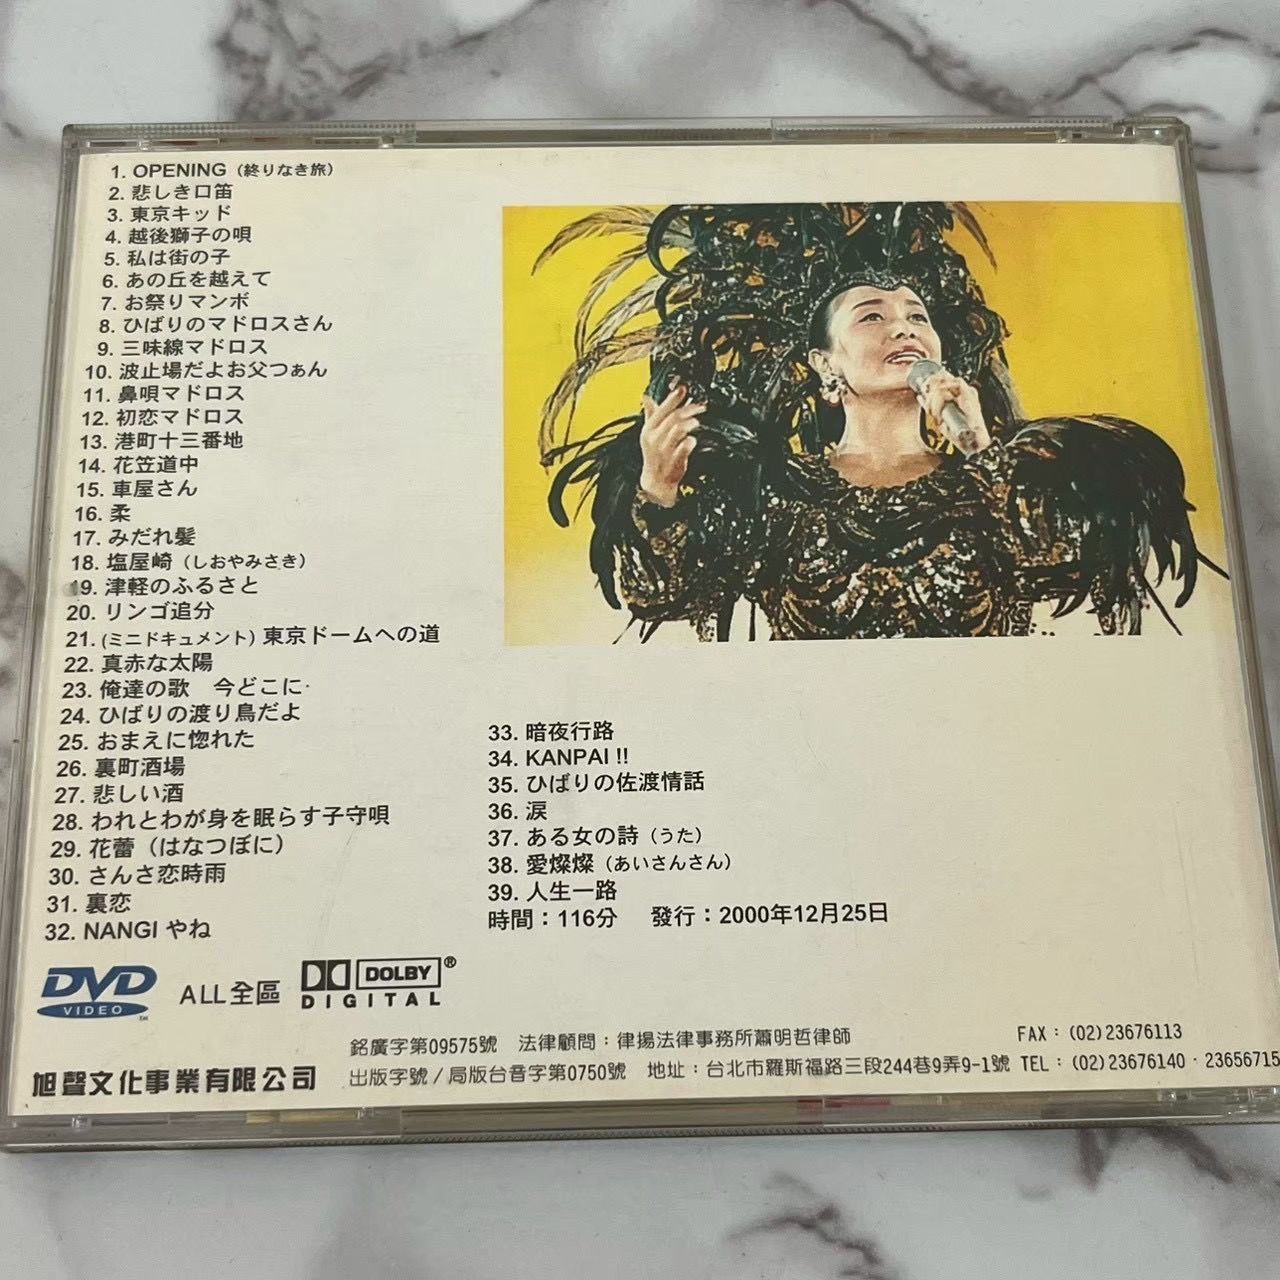 1. OPENING（終りなき旅）
2. 悲しき口笛
3. 東京キッド
4. 越後獅子の唄
5. 私は街の子
6. あの丘を越えて
7. お祭りマンボ
8. ひばりのマドロスさん
9. 三味線マドロス
10. 波止場だよお父つぁん
11. 鼻唄マドロス
12. 初恋マドロス
13. 港町十三番地
14. 花笠道中
15. 車屋さん
16. 柔
17. みだれ髪
18. 塩屋崎（しおやみさき）
19. 津軽のふるさと
20. リンゴ追分
21. (ミニドキュメント) 東京ドームへの道
22. 真赤な太陽
23. 俺達の歌　今どこに
24. ひばりの渡り鳥だよ
25. おまえに惚れた
26. 裏町酒場
27. 悲しい酒
28. われとわが身を眠らす子守唄
29. 花蕾（はなつぼに）
30. さんさ恋時雨
31. 裏恋
32. NANGI やね
33. 暗夜行路
34. KANPAI !!
35. ひばりの佐渡情話
36. 涙
37. ある女の詩（うた）
38. 愛燦燦（あいさんさん）
39. 人生一路
時間：116分　發行：2000年12月25日
DVD VIDEO ™ ALL全區 DOLBY ® DIGITAL
銘廣字第09575號　法律顧問：律揚法律事務所蕭明哲律師　FAX：(02)23676113
旭聲文化事業有限公司　出版字號／局版台音字第0750號　地址：台北市羅斯福路三段244巷9弄9-1號 TEL：(02)23676140・23656715